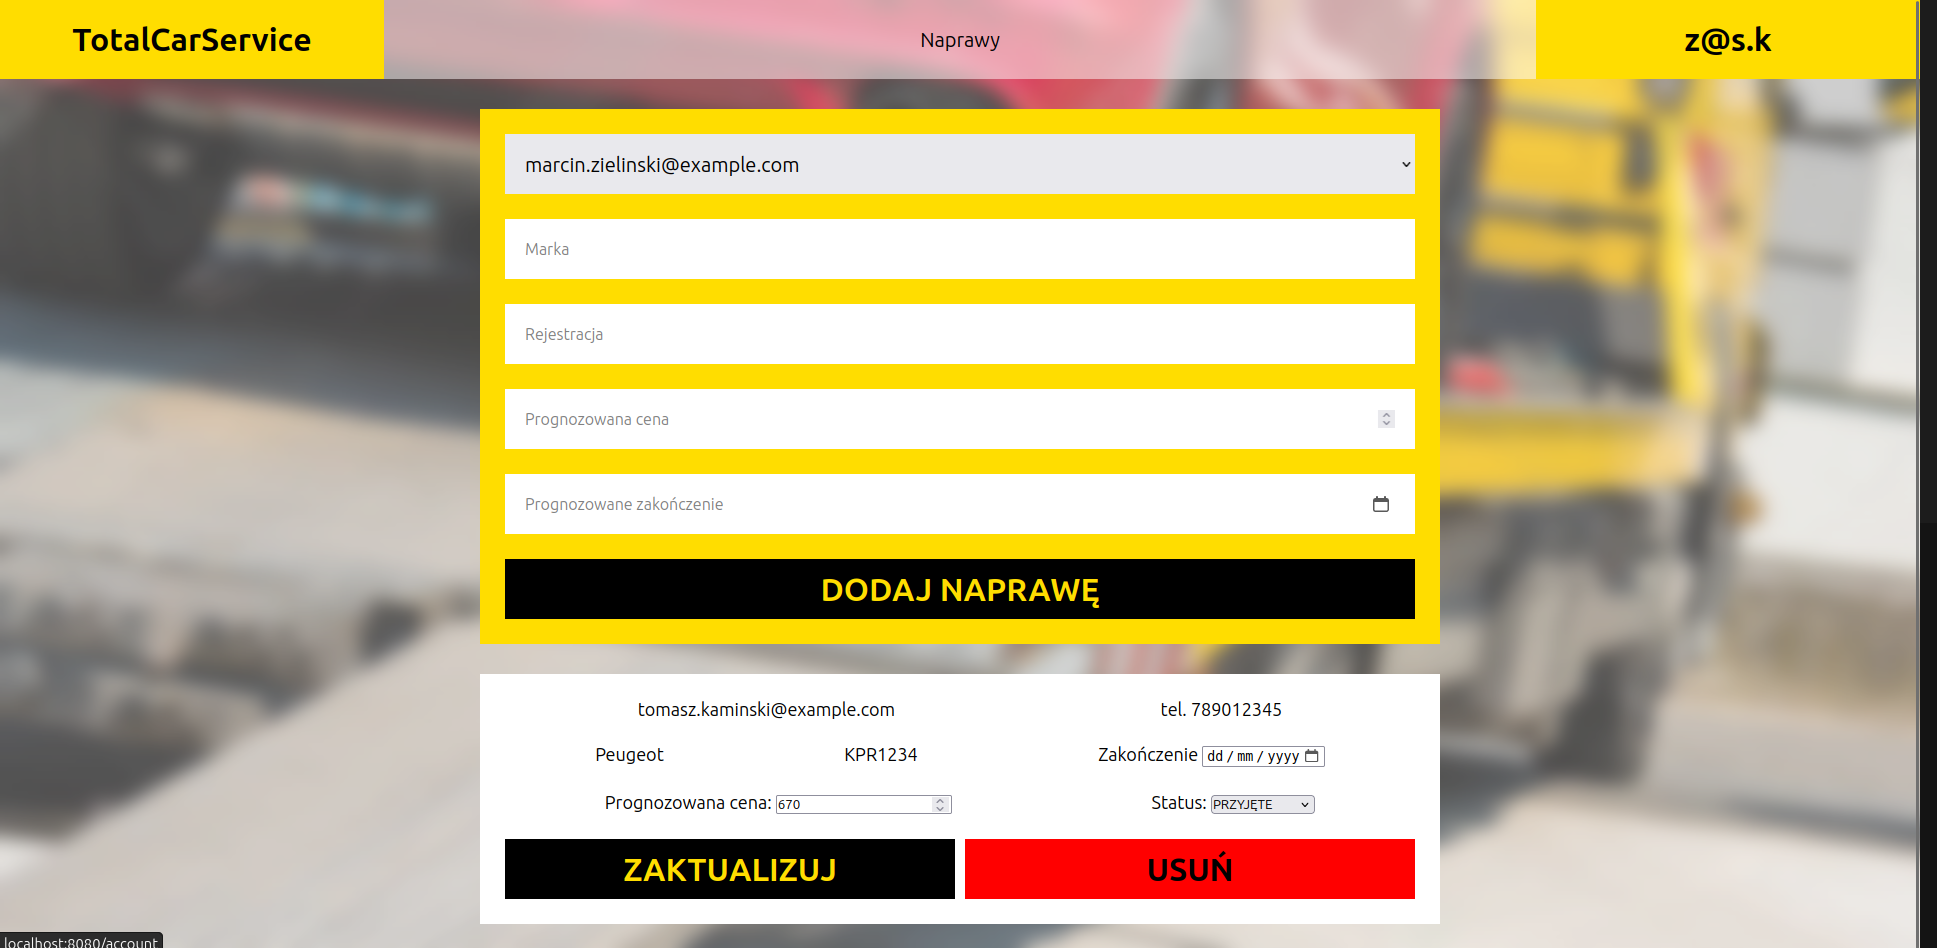 TotalCarService
Naprawy
z@s.k
marcin.zielinski@example.com
Marka
Rejestracja
Prognozowana cena
Prognozowane zakończenie
DODAJ NAPRAWĘ
tomasz.kaminski@example.com tel. 789012345
Peugeot KPR1234 Zakończenie dd / mm / yyyy
Prognozowana cena: 670 Status: PRZYJĘTE
ZAKTUALIZUJ USUŃ
localhost:8080/account